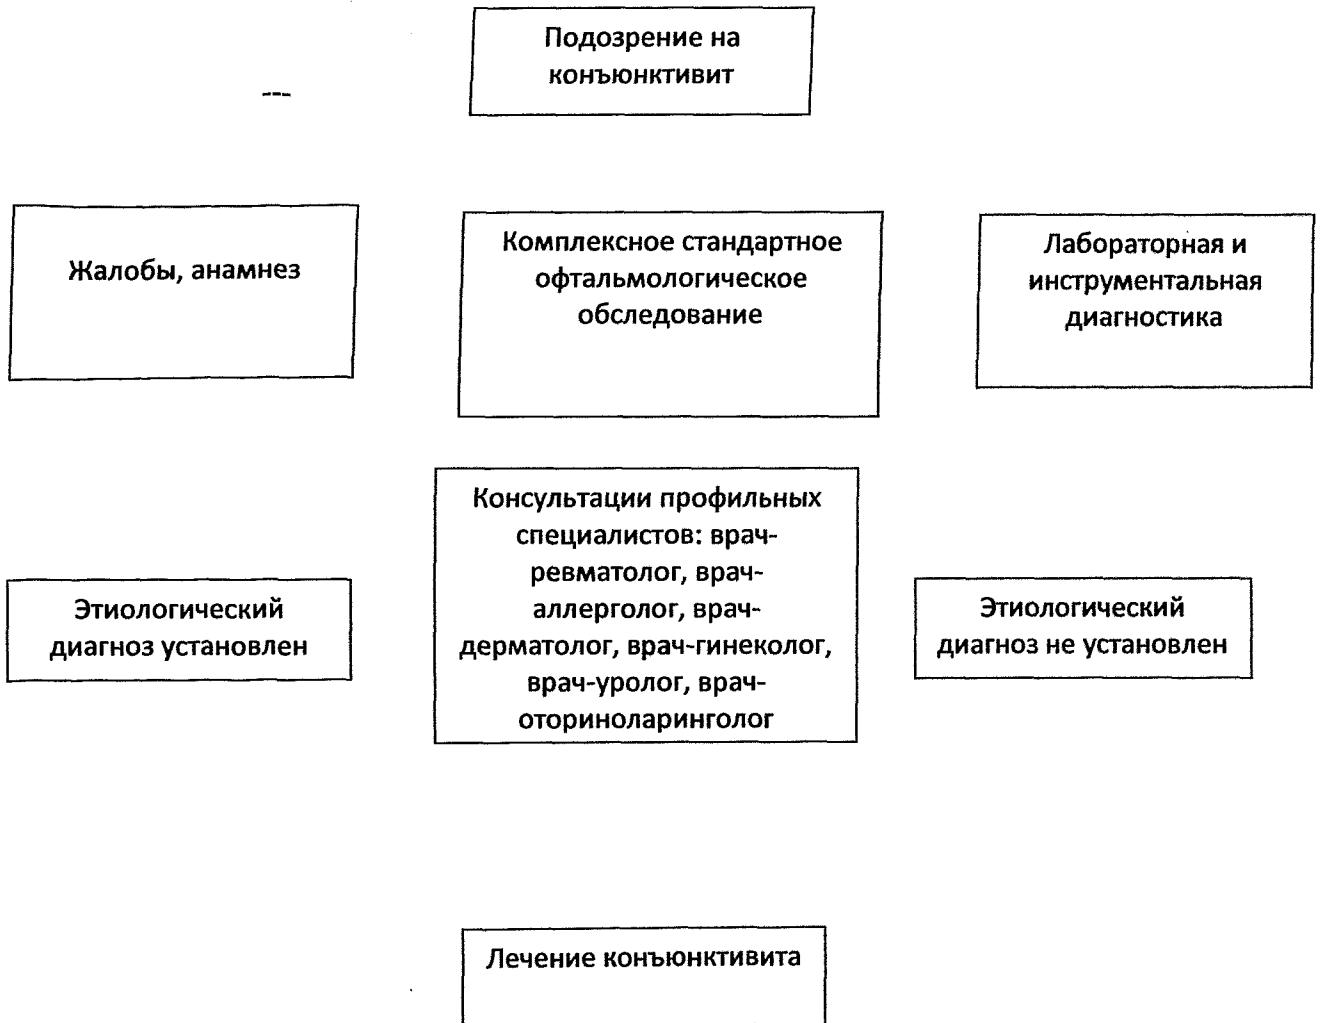 Подозрение на
конъюнктивит
---
Жалобы, анамнез
Комплексное стандартное
офтальмологическое
обследование
Лабораторная и
инструментальная
диагностика
Этиологический
диагноз установлен
Консультации профильных
специалистов: врач-
ревматолог, врач-
аллерголог, врач-
дерматолог, врач-гинеколог,
врач-уролог, врач-
оториноларинголог
Этиологический
диагноз не установлен
Лечение конъюнктивита